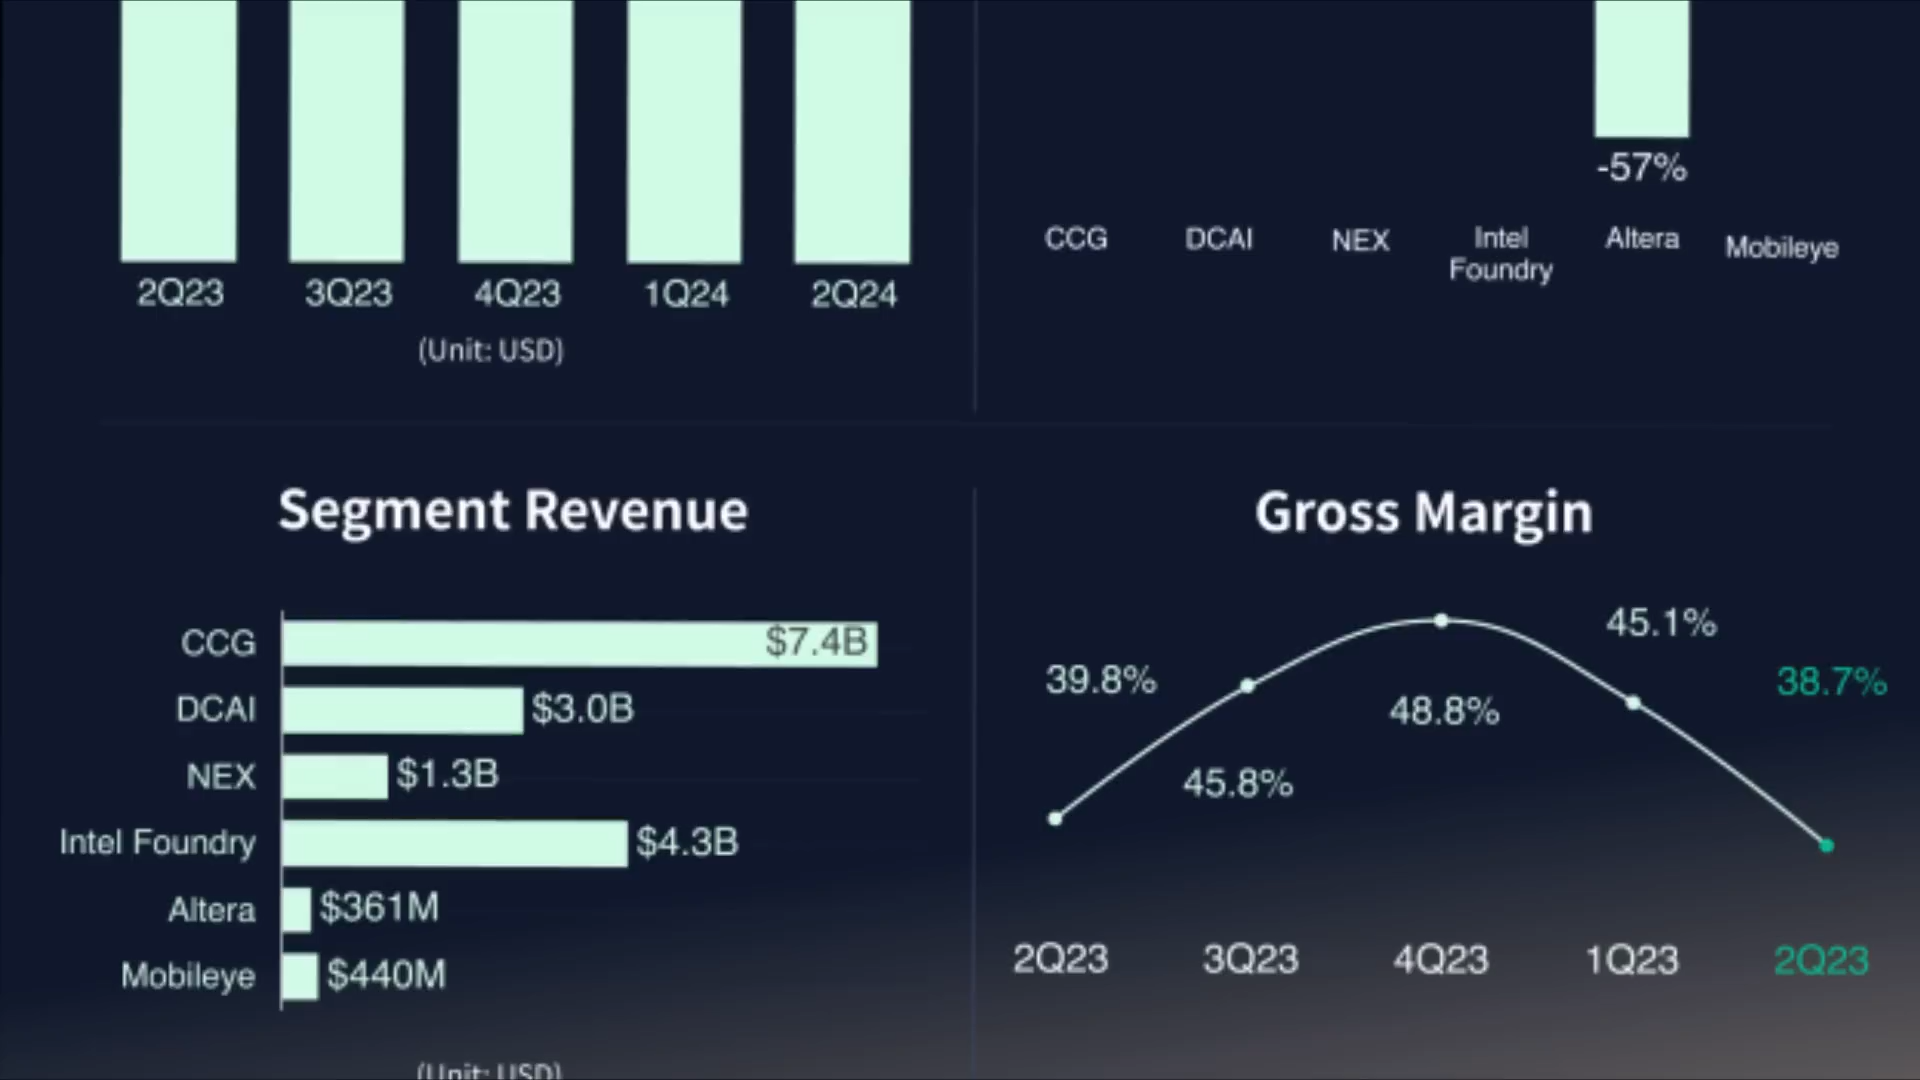 2Q23 3Q23 4Q23 1Q24 2Q24
(Unit: USD)
-57%
CCG DCAI NEX Intel Foundry Altera Mobileye
Segment Revenue
CCG $7.4B
DCAI $3.0B
NEX $1.3B
Intel Foundry $4.3B
Altera $361M
Mobileye $440M
(Unit: USD)
Gross Margin
39.8% 45.8% 48.8% 45.1% 38.7%
2Q23 3Q23 4Q23 1Q23 2Q23